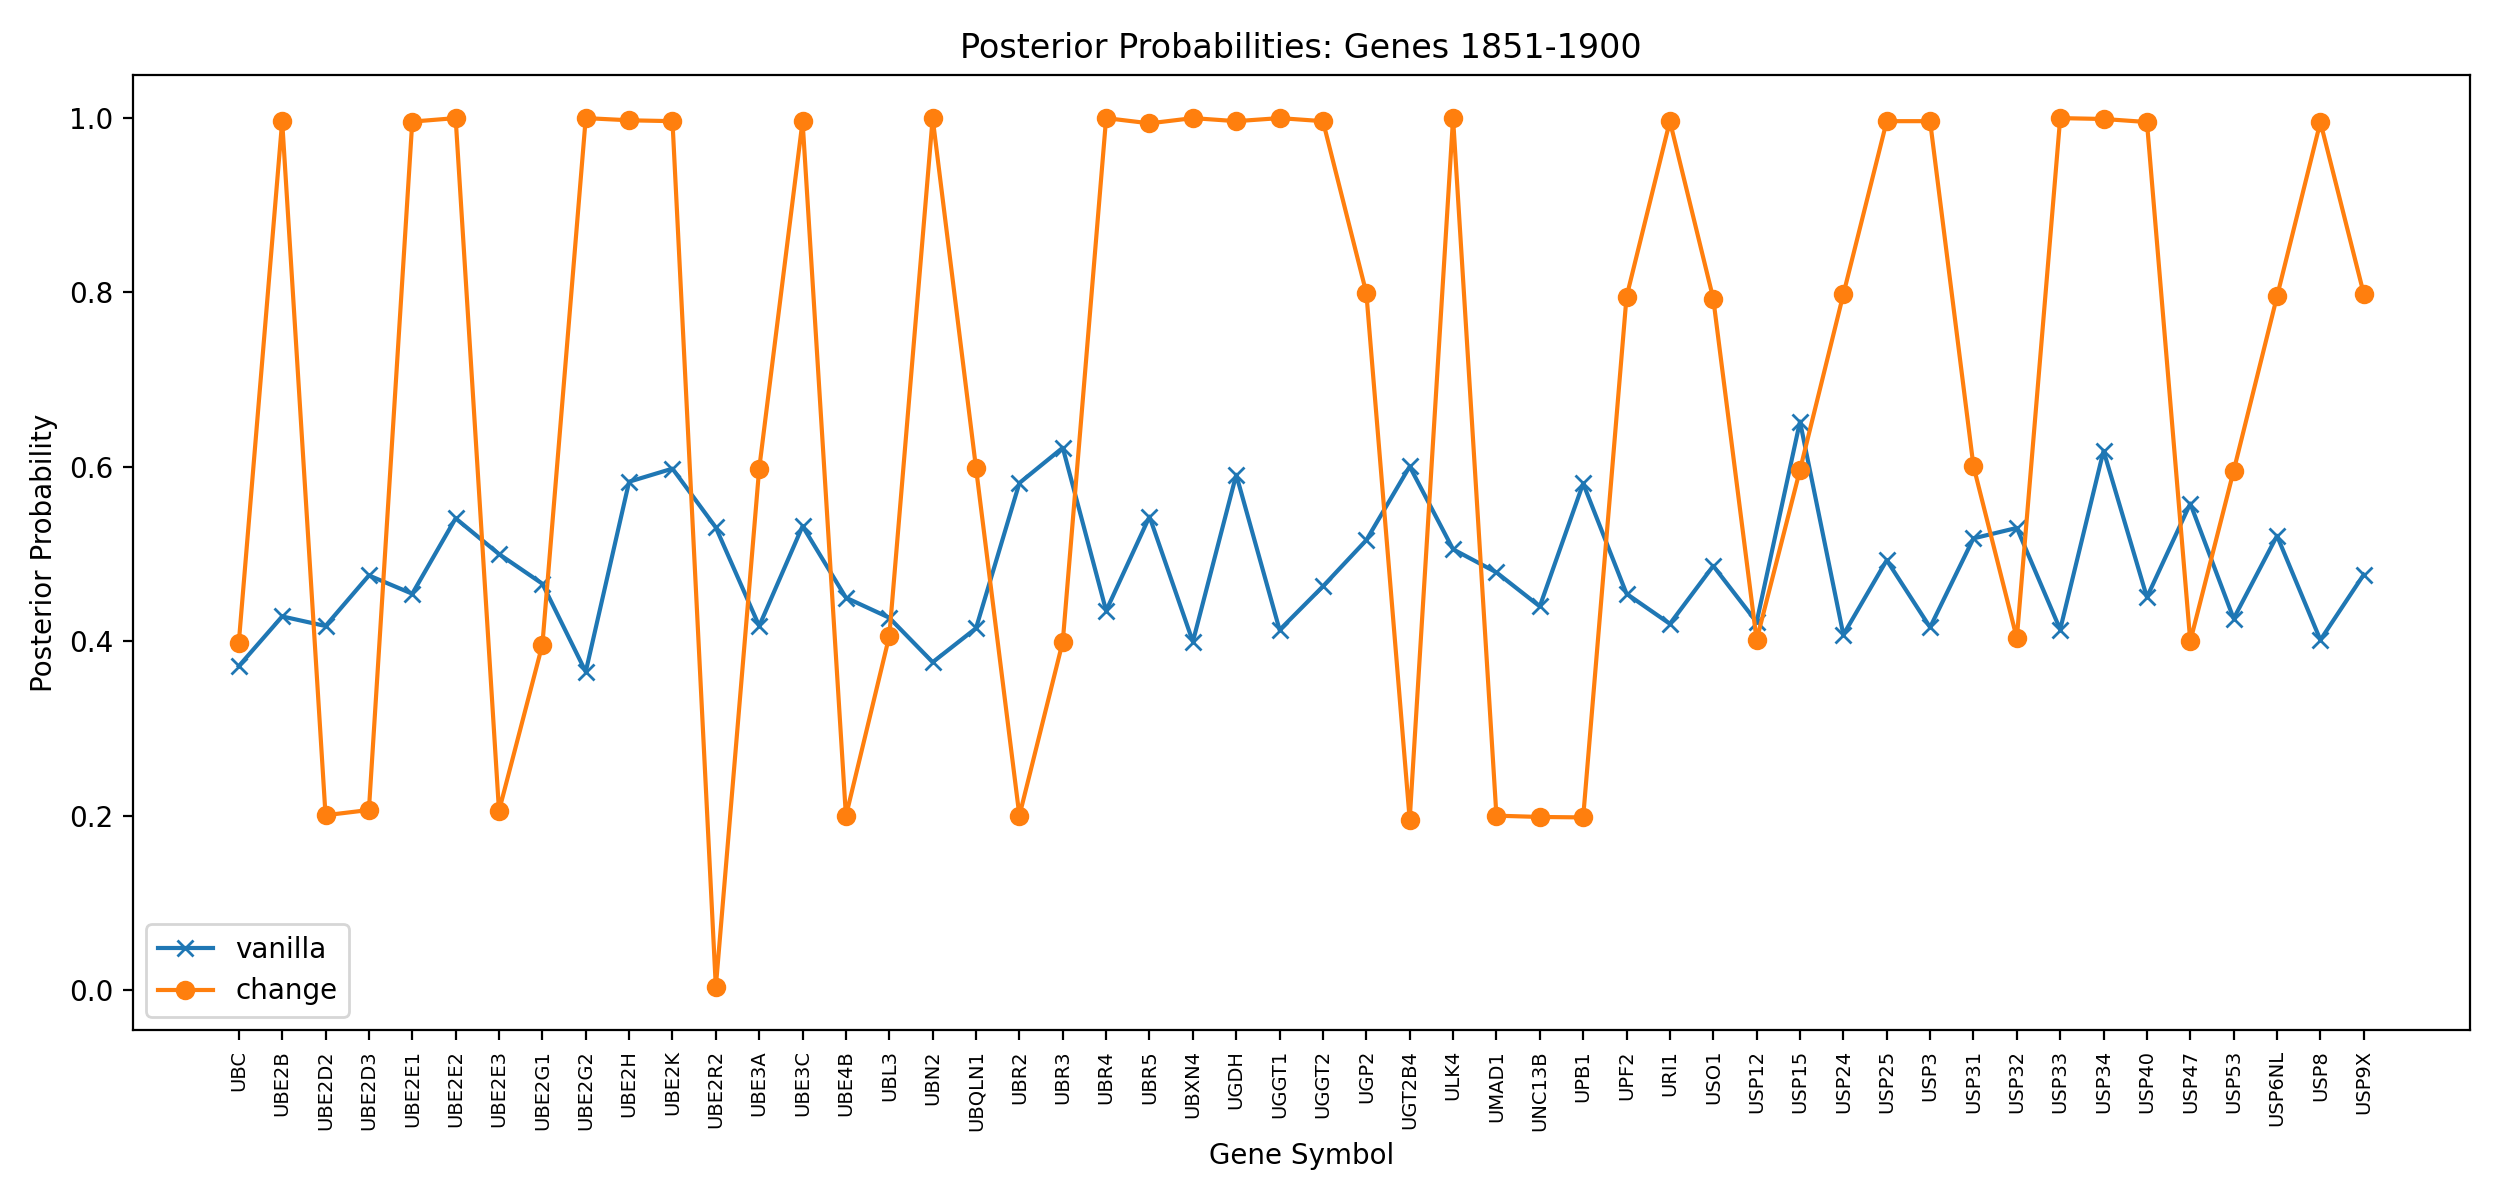 Posterior Probabilities: Genes 1851-1900
Posterior Probability
1.0
0.8
0.6
0.4
0.2
0.0
vanilla
change
UBC
UBE2B
UBE2D2
UBE2D3
UBE2E1
UBE2E2
UBE2E3
UBE2G1
UBE2G2
UBE2H
UBE2K
UBE2R2
UBE3A
UBE3C
UBE4B
UBL3
UBN2
UBQLN1
UBR2
UBR3
UBR4
UBR5
UBXN4
UGDH
UGGT1
UGGT2
UGP2
UGT2B4
ULK4
UMAD1
UNC13B
UPB1
UPF2
URI1
USO1
USP12
USP15
USP24
USP25
USP3
USP31
USP32
USP33
USP34
USP40
USP47
USP53
USP6NL
USP8
USP9X
Gene Symbol